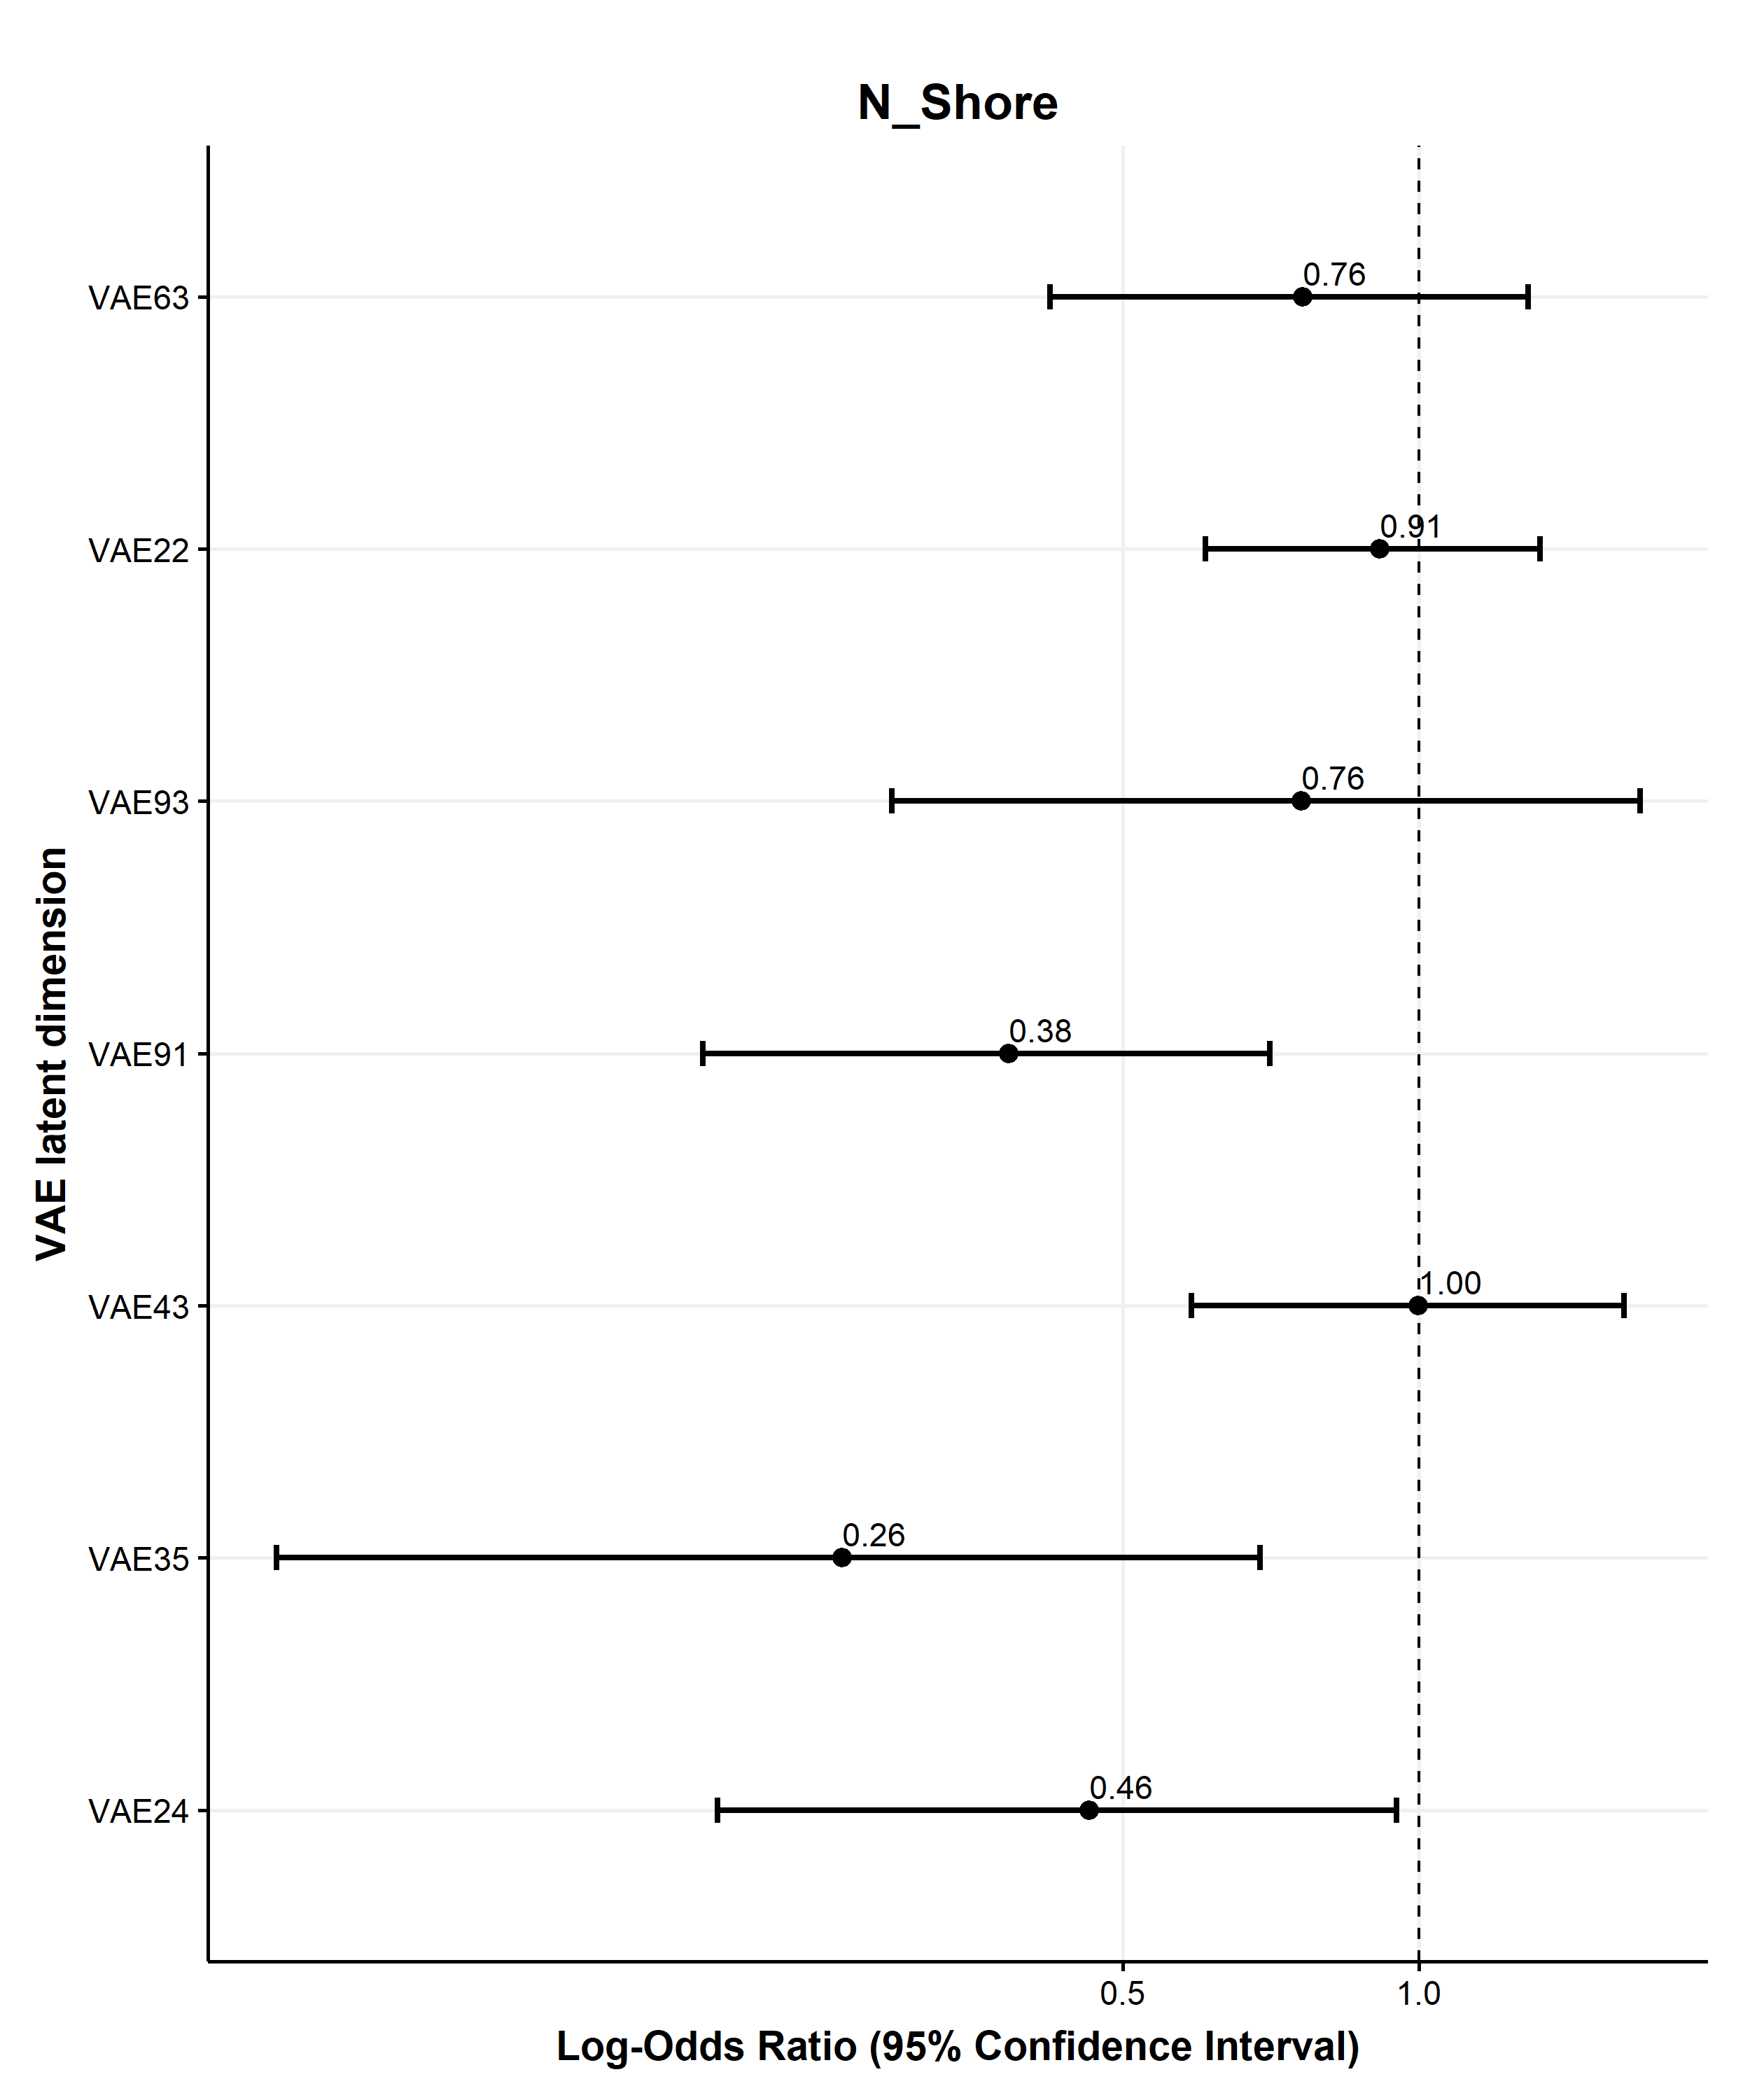 N_Shore
VAE63
0.76
VAE22
0.91
VAE93
0.76
VAE91
0.38
VAE43
1.00
VAE35
0.26
VAE24
0.46
VAE latent dimension
0.5 1.0
Log-Odds Ratio (95% Confidence Interval)